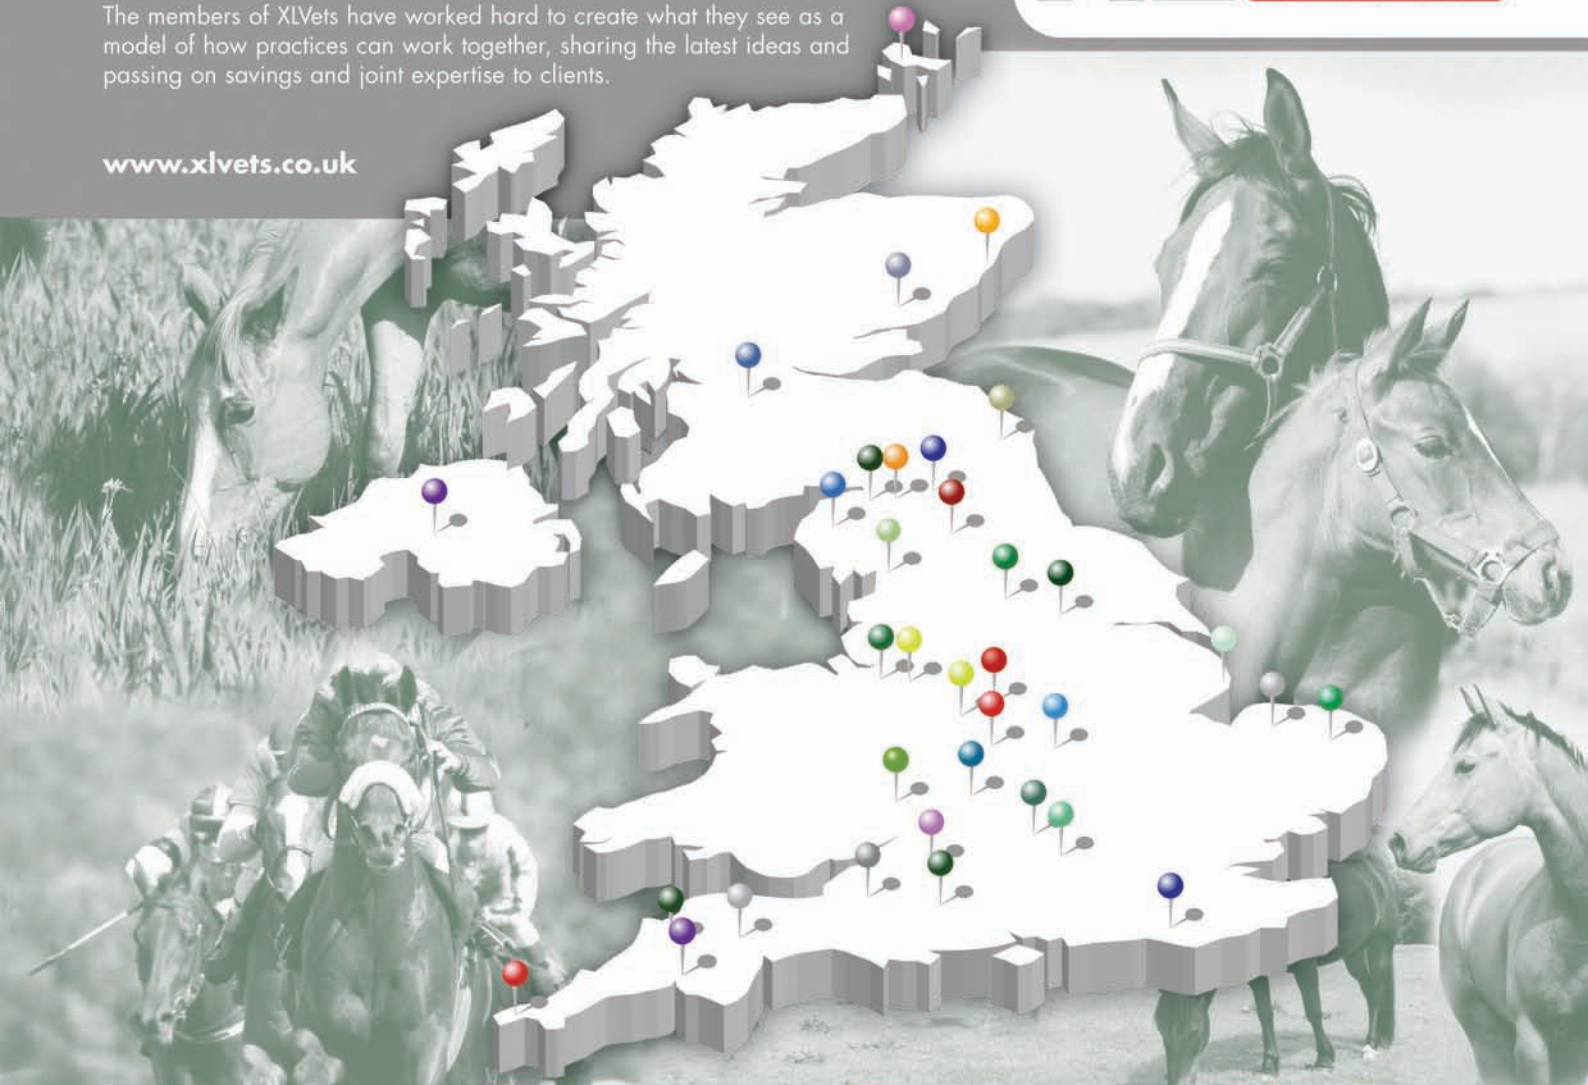 The members of XLVets have worked hard to create what they see as a
model of how practices can work together, sharing the latest ideas and
passing on savings and joint expertise to clients.
www.xlvets.co.uk